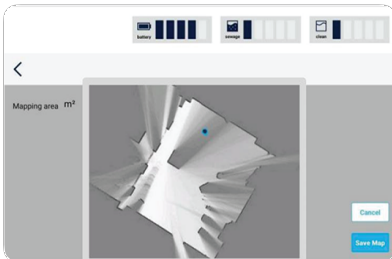 battery
sewage
clean
Mapping area m²
Cancel
Save Map